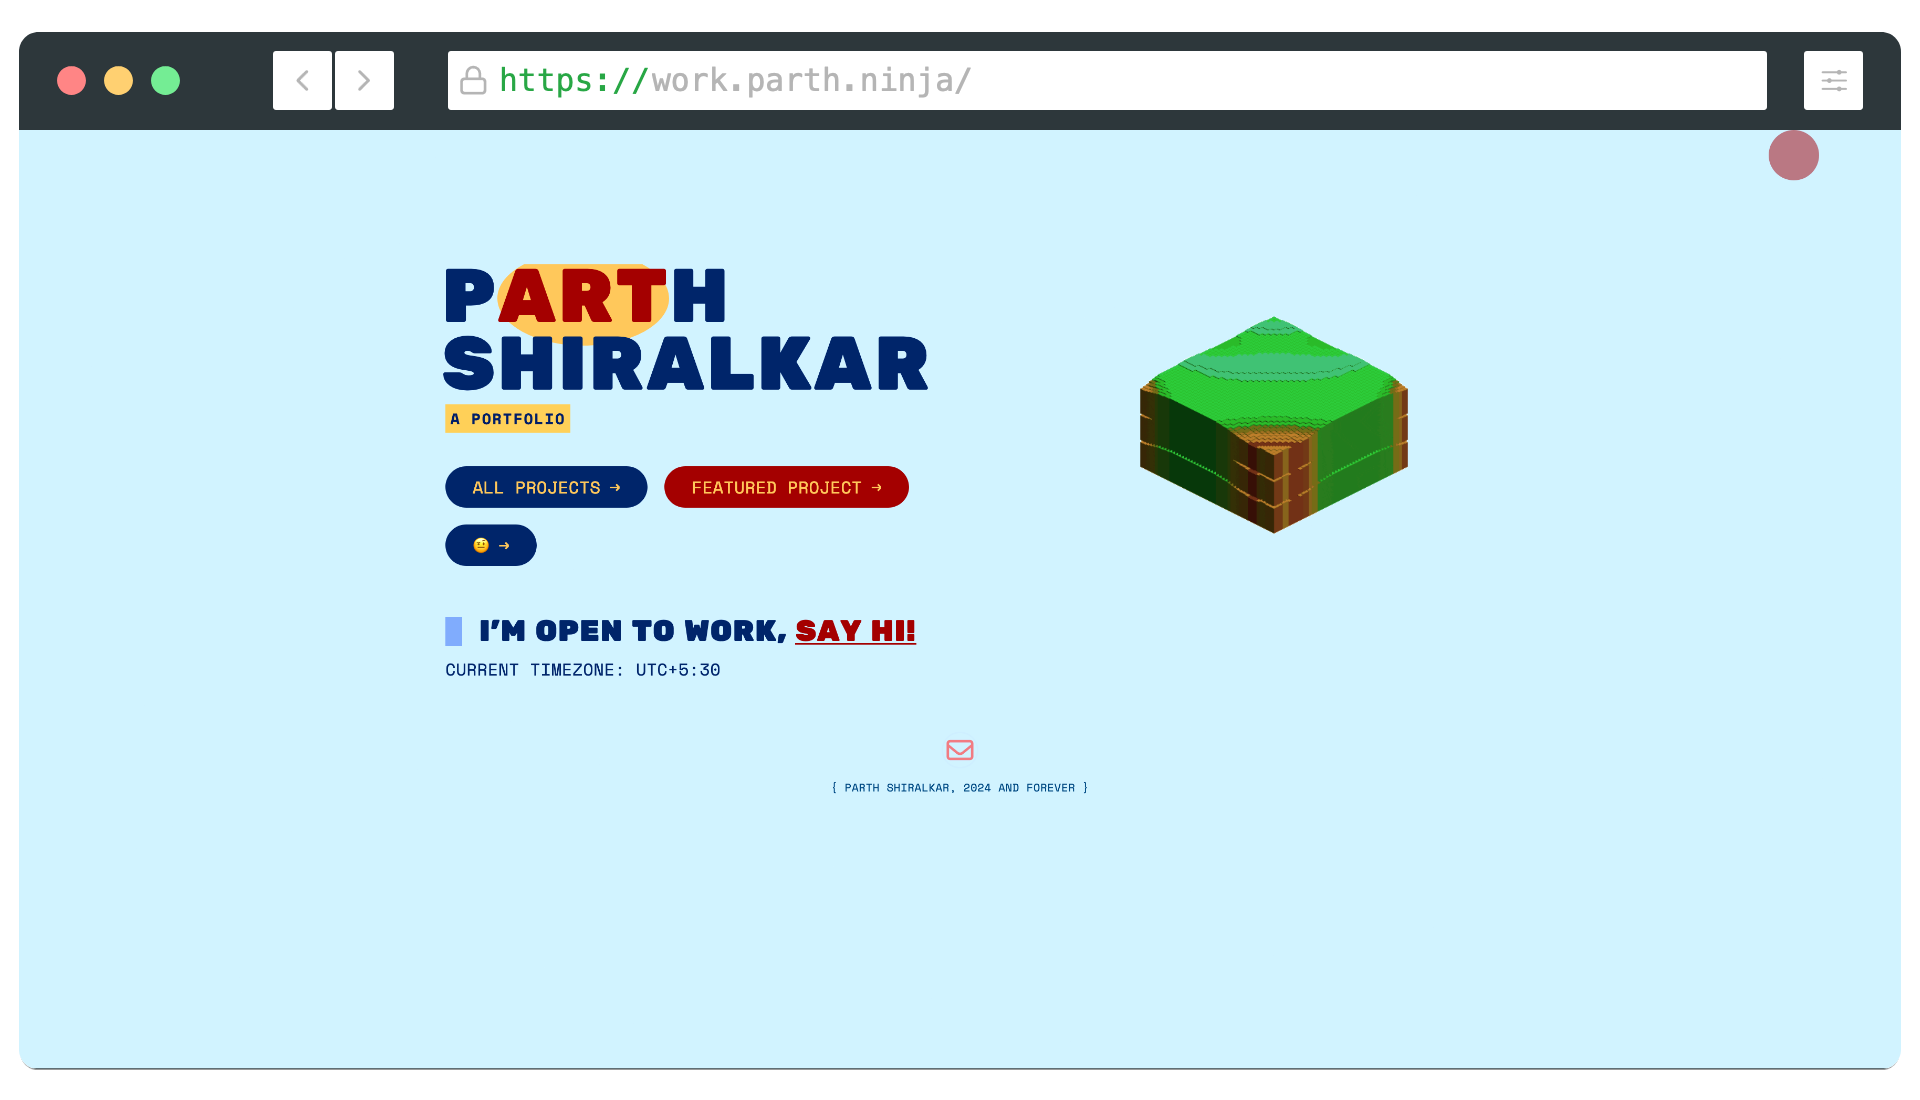 https://work.parth.ninja/
PARTH
SHIRALKAR
A PORTFOLIO
ALL PROJECTS →
FEATURED PROJECT →
🤨 →
I'M OPEN TO WORK, SAY HI!
CURRENT TIMEZONE: UTC+5:30
{ PARTH SHIRALKAR, 2024 AND FOREVER }